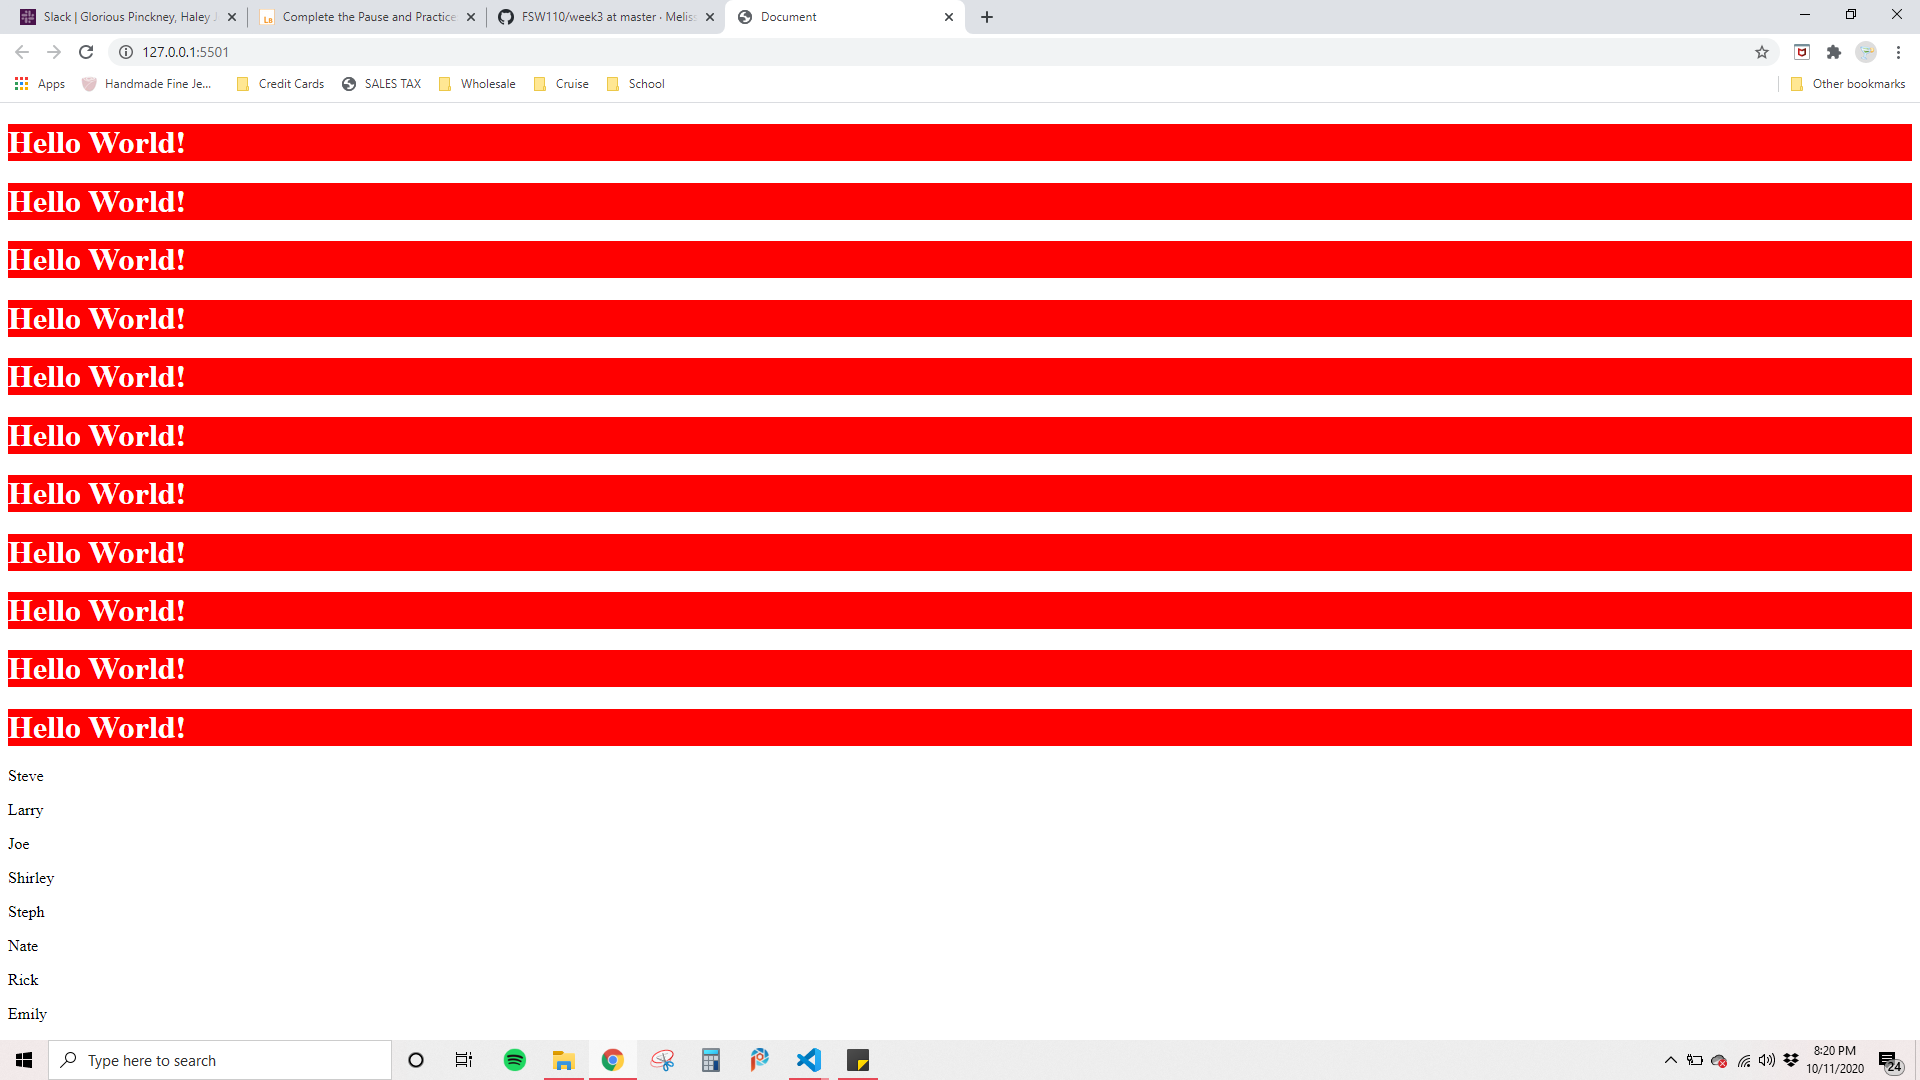 Slack | Glorious Pinckney, Haley J
Complete the Pause and Practice
FSW110/week3 at master · Meliss
Document
127.0.0.1:5501
Apps
Handmade Fine Je...
Credit Cards
SALES TAX
Wholesale
Cruise
School
Other bookmarks
Hello World!
Hello World!
Hello World!
Hello World!
Hello World!
Hello World!
Hello World!
Hello World!
Hello World!
Hello World!
Hello World!
Steve
Larry
Joe
Shirley
Steph
Nate
Rick
Emily
Type here to search
8:20 PM
10/11/2020
24